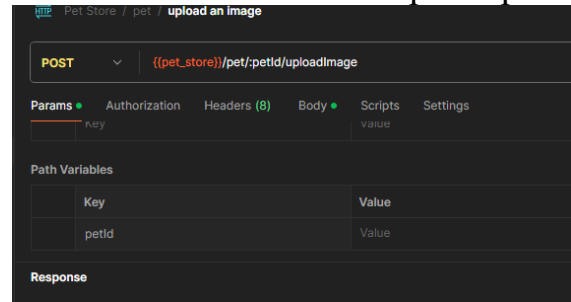 HTTP Pet Store / pet / upload an image
POST {{pet_store}}/pet/:petId/uploadImage
Params Authorization Headers (8) Body Scripts Settings
Key Value
Path Variables
Key Value
petId Value
Response